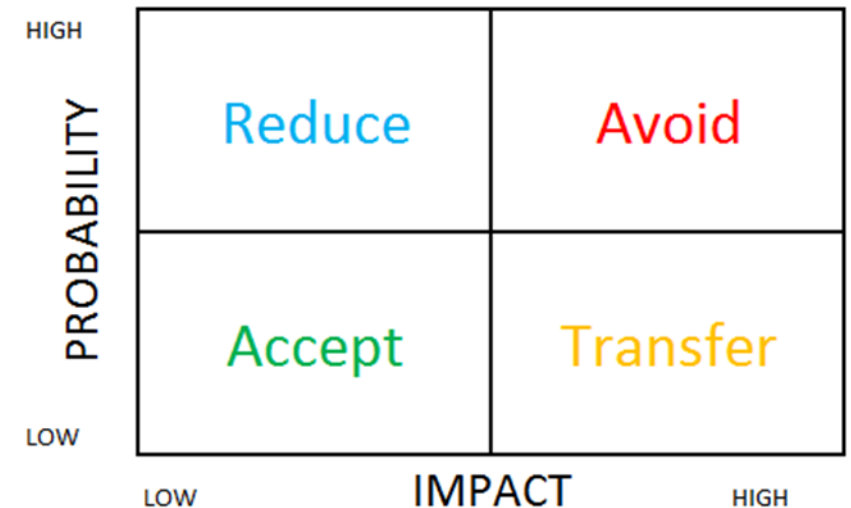 HIGH
Reduce
Avoid
PROBABILITY
Accept
Transfer
LOW
LOW
IMPACT
HIGH